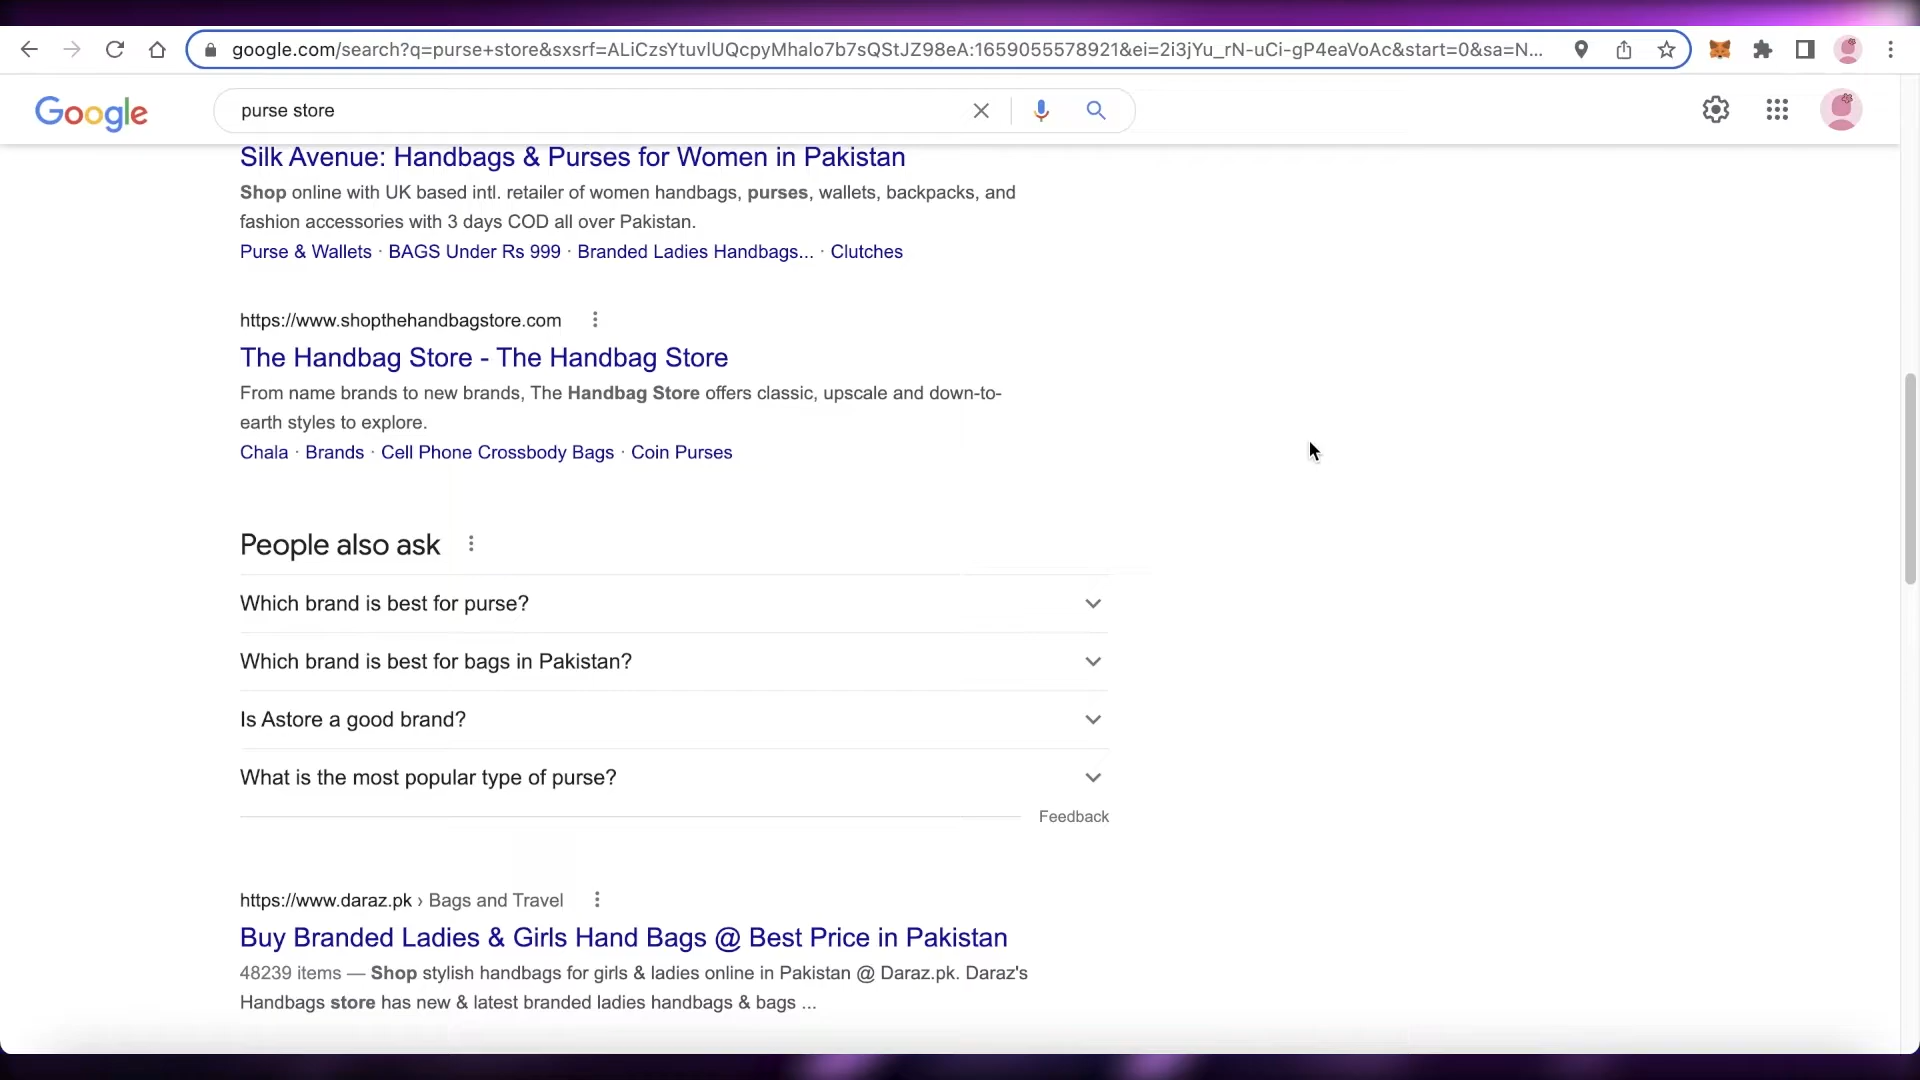 google.com/search?q=purse+store&sxsrf=ALiCzsYtuvlUQcpyMhalo7b7sQStJZ98eA:1659055578921&ei=2i3jYu_rN-uCi-gP4eaVoAc&start=0&sa=N...
Google
purse store
Silk Avenue: Handbags & Purses for Women in Pakistan
Shop online with UK based intl. retailer of women handbags, purses, wallets, backpacks, and
fashion accessories with 3 days COD all over Pakistan.
Purse & Wallets · BAGS Under Rs 999 · Branded Ladies Handbags... · Clutches
https://www.shopthehandbagstore.com
The Handbag Store - The Handbag Store
From name brands to new brands, The Handbag Store offers classic, upscale and down-to-
earth styles to explore.
Chala · Brands · Cell Phone Crossbody Bags · Coin Purses
People also ask
Which brand is best for purse?
Which brand is best for bags in Pakistan?
Is Astore a good brand?
What is the most popular type of purse?
Feedback
https://www.daraz.pk › Bags and Travel
Buy Branded Ladies & Girls Hand Bags @ Best Price in Pakistan
48239 items — Shop stylish handbags for girls & ladies online in Pakistan @ Daraz.pk. Daraz's
Handbags store has new & latest branded ladies handbags & bags ...